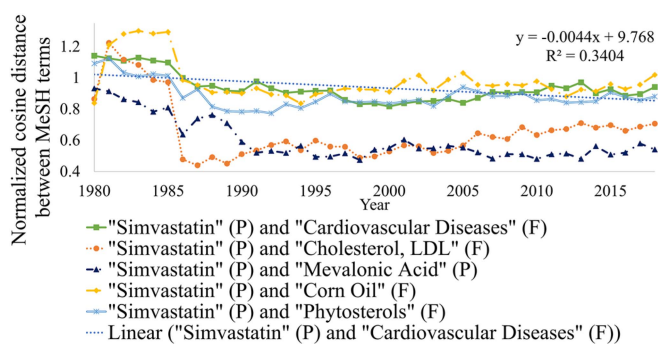 y = -0.0044x + 9.768
R² = 0.3404
Normalized cosine distance
between MeSH terms
1.2
1
0.8
0.6
0.4
1980 1985 1990 1995 2000 2005 2010 2015
Year
"Simvastatin" (P) and "Cardiovascular Diseases" (F)
"Simvastatin" (P) and "Cholesterol, LDL" (F)
"Simvastatin" (P) and "Mevalonic Acid" (P)
"Simvastatin" (P) and "Corn Oil" (F)
"Simvastatin" (P) and "Phytosterols" (F)
Linear ("Simvastatin" (P) and "Cardiovascular Diseases" (F))